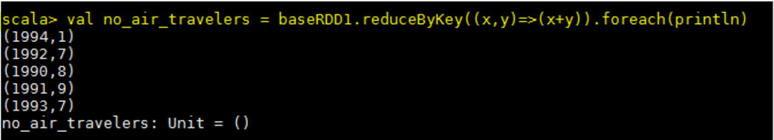 scala> val no_air_travelers = baseRDD1.reduceByKey((x,y)=>(x+y)).foreach(println)
(1994,1)
(1992,7)
(1990,8)
(1991,9)
(1993,7)
no_air_travelers: Unit = ()